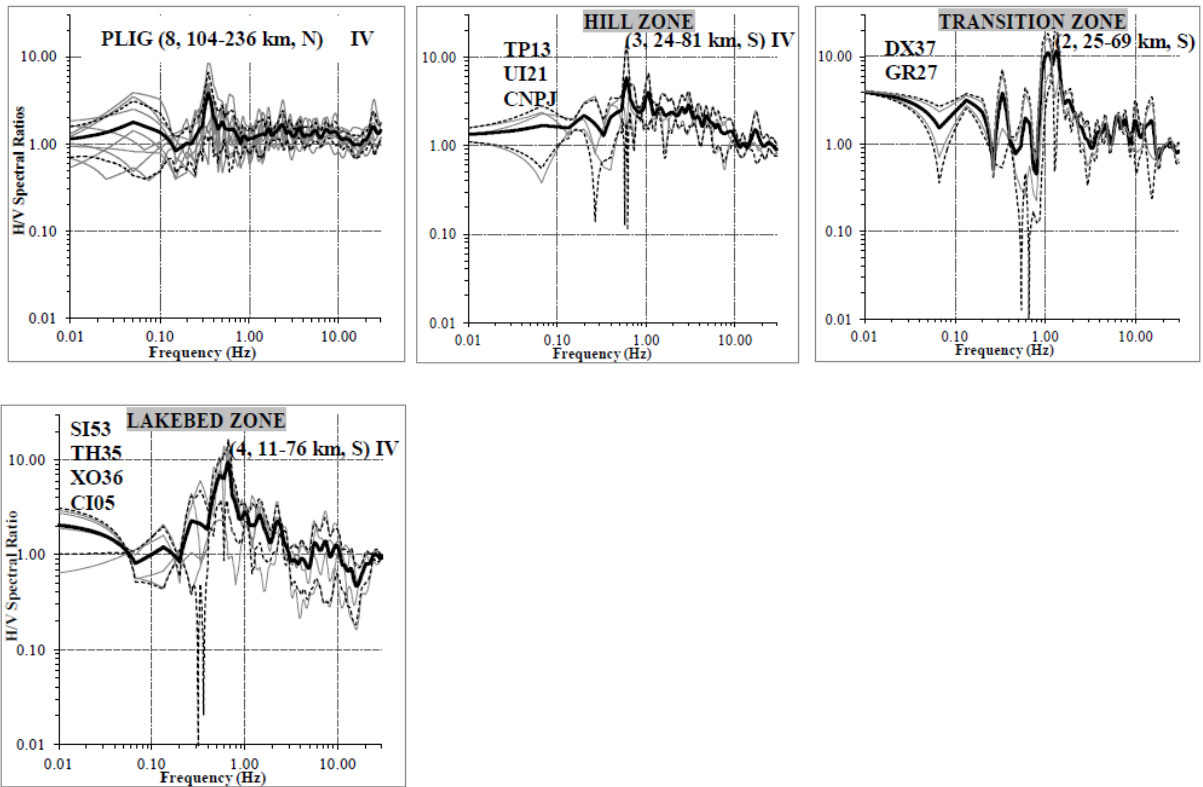 PLIG (8, 104-236 km, N) IV
10.00
1.00
0.10
0.01
H/V Spectral Ratios
0.01 0.10 1.00 10.00
Frequency (Hz)
HILL ZONE
(3, 24-81 km, S) IV
TP13
UI21
CNPJ
10.00
1.00
0.10
0.01
0.01 0.10 1.00 10.00
Frequency (Hz)
TRANSITION ZONE
(2, 25-69 km, S)
DX37
GR27
10.00
1.00
0.10
0.01
0.01 0.10 1.00 10.00
Frequency (Hz)
LAKEBED ZONE
(4, 11-76 km, S) IV
SI53
TH35
XO36
CI05
10.00
1.00
0.10
0.01
H/V Spectral Ratio
0.01 0.10 1.00 10.00
Frequency (Hz)